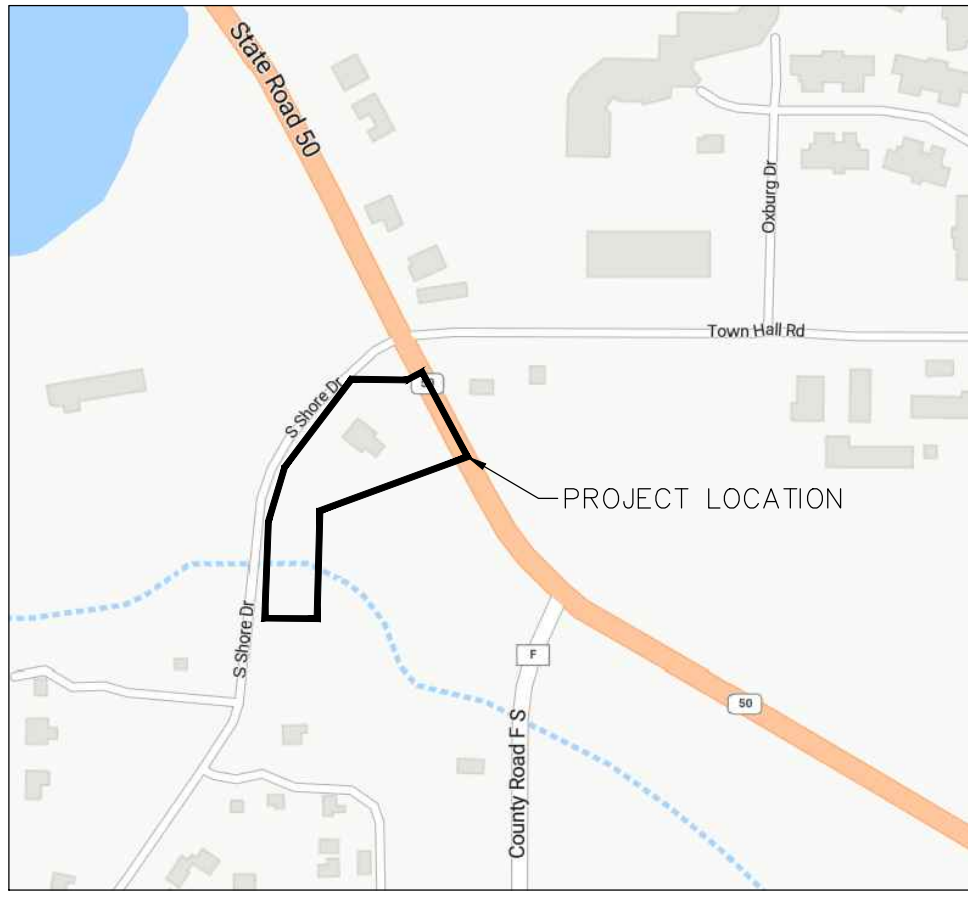 State Road 50
Oxburg Dr
Town Hall Rd
S Shore Dr
50
PROJECT LOCATION
S Shore Dr
F
50
County Road F S